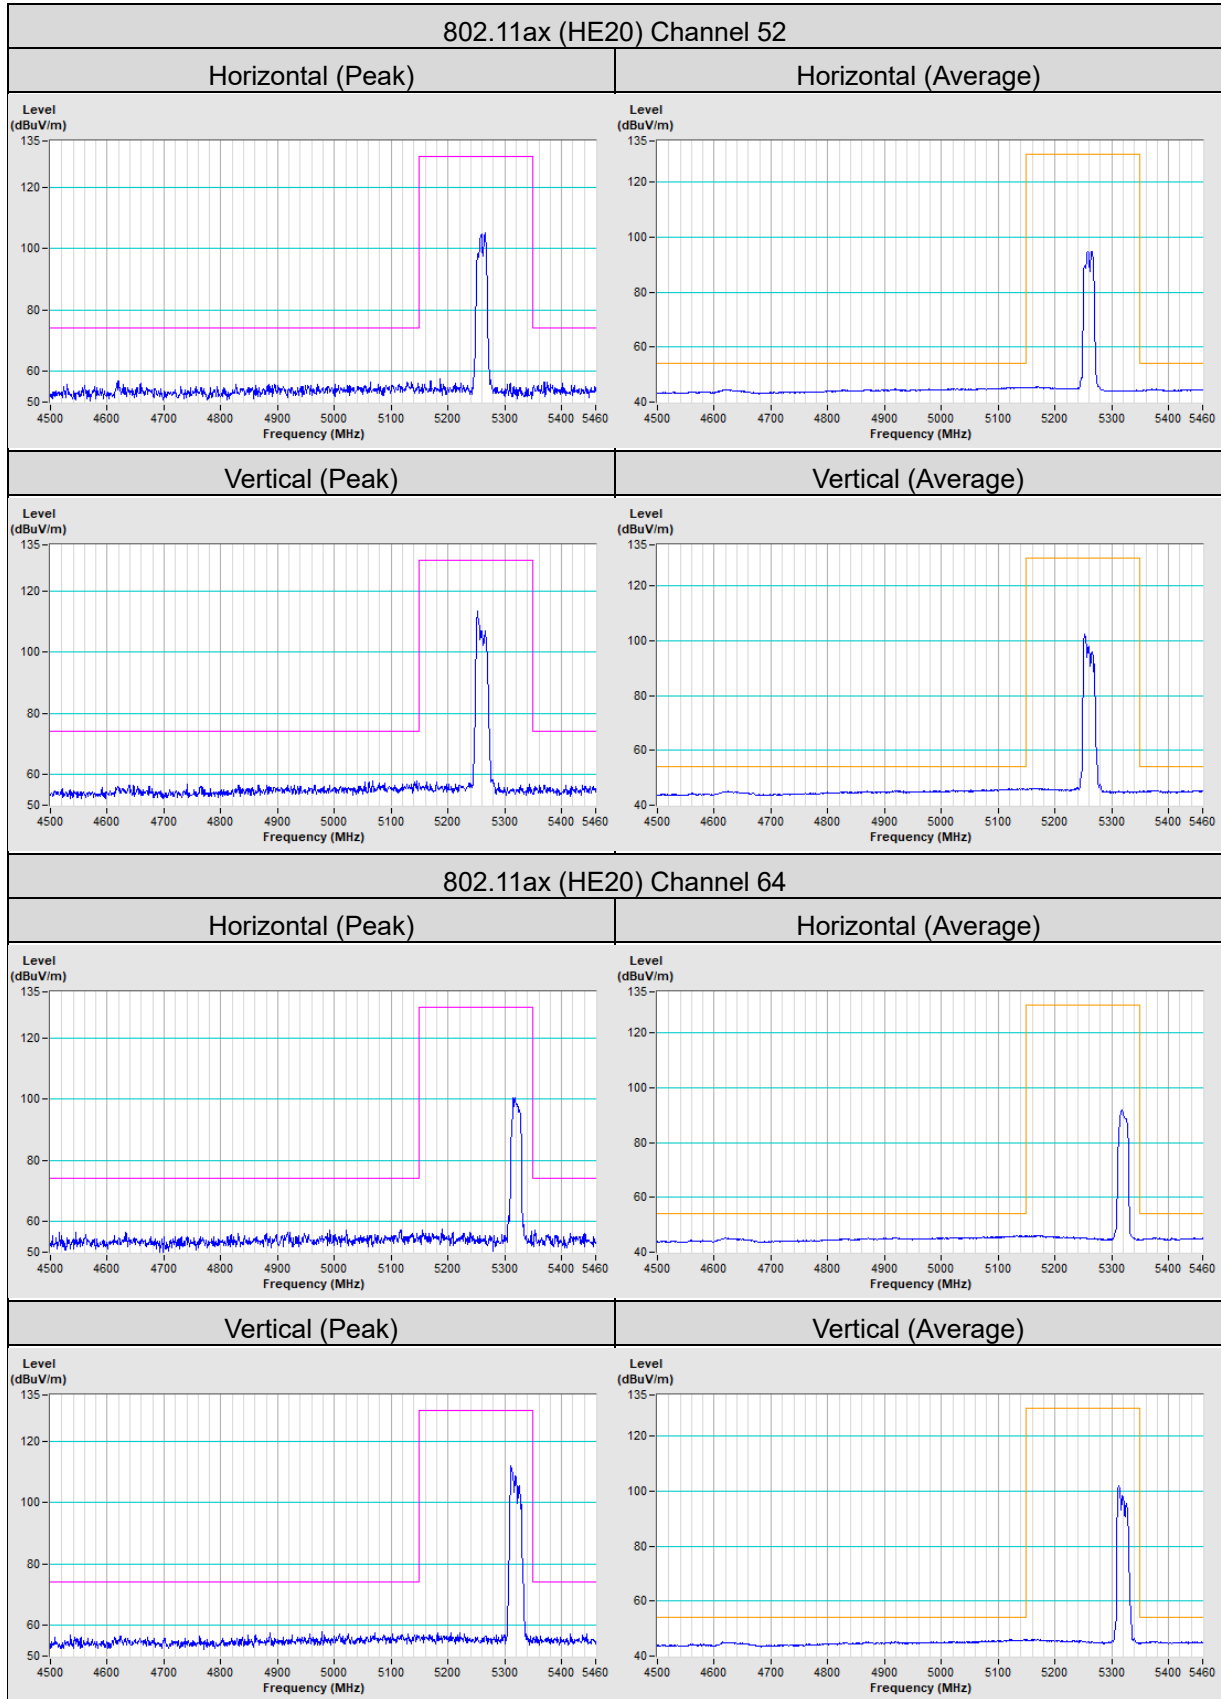 802.11ax (HE20) Channel 52
Horizontal (Peak)
Horizontal (Average)
Level
(dBuV/m)
135
120
100
80
60
50
4500 4600 4700 4800 4900 5000 5100 5200 5300 5400 5460
Frequency (MHz)
Level
(dBuV/m)
135
120
100
80
60
40
4500 4600 4700 4800 4900 5000 5100 5200 5300 5400 5460
Frequency (MHz)
Vertical (Peak)
Vertical (Average)
Level
(dBuV/m)
135
120
100
80
60
50
4500 4600 4700 4800 4900 5000 5100 5200 5300 5400 5460
Frequency (MHz)
Level
(dBuV/m)
135
120
100
80
60
40
4500 4600 4700 4800 4900 5000 5100 5200 5300 5400 5460
Frequency (MHz)
802.11ax (HE20) Channel 64
Horizontal (Peak)
Horizontal (Average)
Level
(dBuV/m)
135
120
100
80
60
50
4500 4600 4700 4800 4900 5000 5100 5200 5300 5400 5460
Frequency (MHz)
Level
(dBuV/m)
135
120
100
80
60
40
4500 4600 4700 4800 4900 5000 5100 5200 5300 5400 5460
Frequency (MHz)
Vertical (Peak)
Vertical (Average)
Level
(dBuV/m)
135
120
100
80
60
50
4500 4600 4700 4800 4900 5000 5100 5200 5300 5400 5460
Frequency (MHz)
Level
(dBuV/m)
135
120
100
80
60
40
4500 4600 4700 4800 4900 5000 5100 5200 5300 5400 5460
Frequency (MHz)